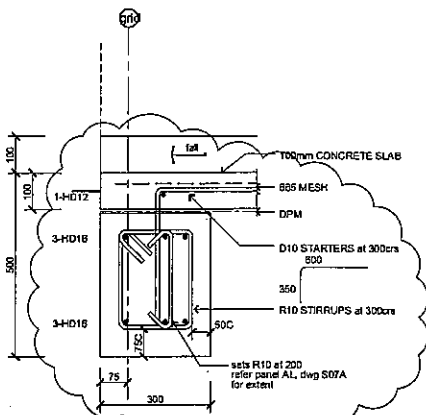 grid
fall
100mm CONCRETE SLAB
665 MESH
DPM
D10 STARTERS at 300crs
600
350
R10 STIRRUPS at 300crs
50C
75C
sets R10 at 200
refer panel AL, dwg S07A
for extent
100
100
500
1-HD12
3-HD16
3-HD16
75
300